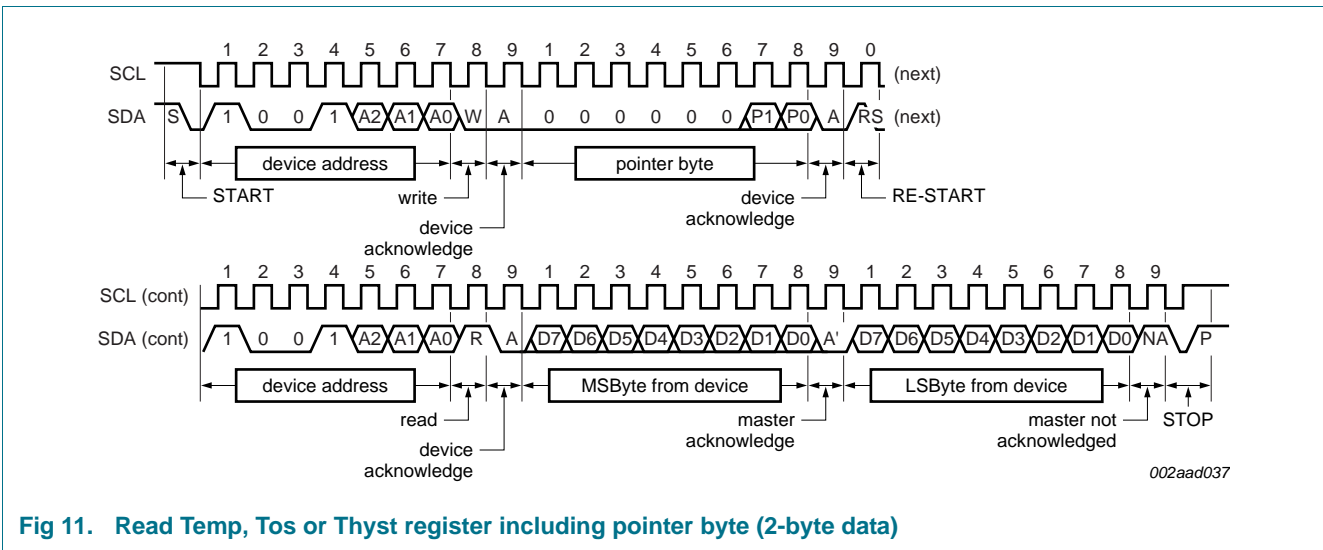 1 2 3 4 5 6 7 8 9 1 2 3 4 5 6 7 8 9 0
SCL (next)
SDA S 1 0 0 1 A2 A1 A0 W A 0 0 0 0 0 0 P1 P0 A RS (next)
device address pointer byte
START write device RE-START
acknowledge
device
acknowledge
1 2 3 4 5 6 7 8 9 1 2 3 4 5 6 7 8 9 1 2 3 4 5 6 7 8 9
SCL (cont)
SDA (cont) 1 0 0 1 A2 A1 A0 R A D7 D6 D5 D4 D3 D2 D1 D0 A' D7 D6 D5 D4 D3 D2 D1 D0 NA P
device address MSByte from device LSByte from device
read master master not STOP
acknowledge acknowledged
device
acknowledge
002aad037
Fig 11. Read Temp, Tos or Thyst register including pointer byte (2-byte data)